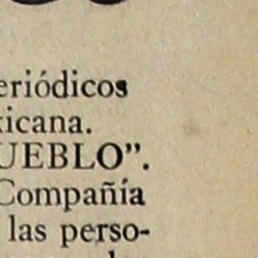 eriódicos
xicana.
UEBLO".
Compañía
las perso-